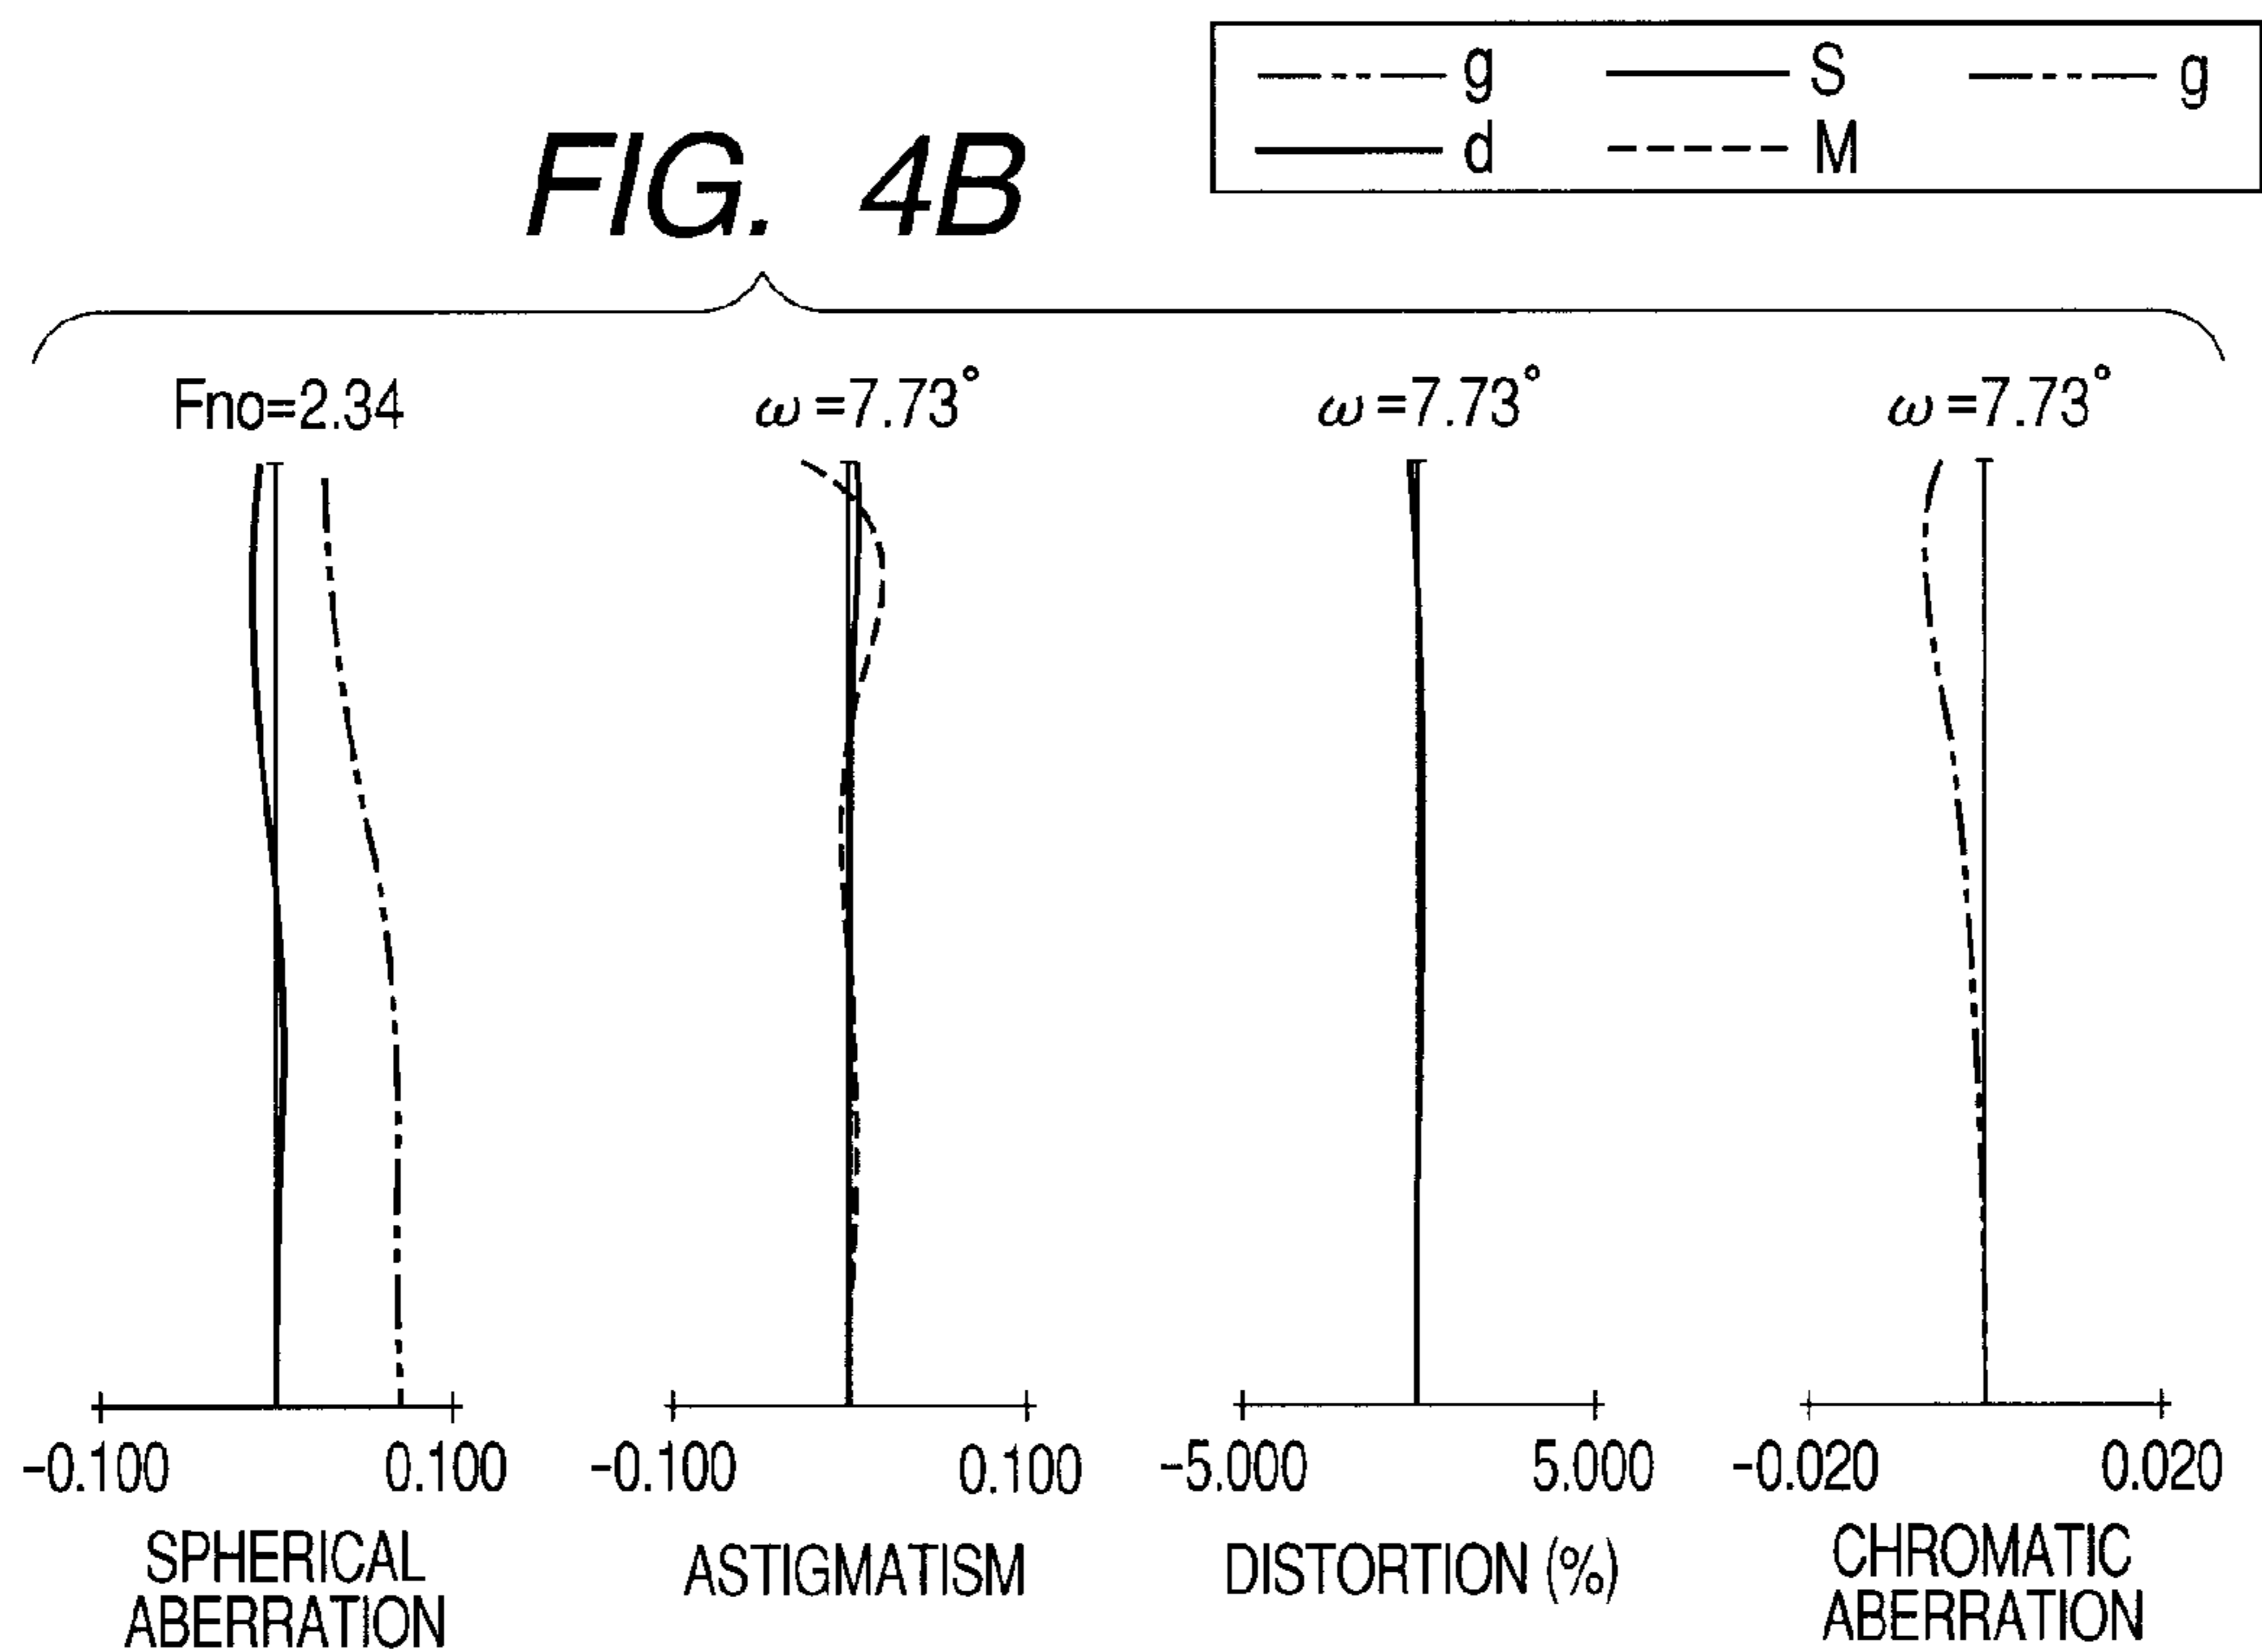 FIG. 4B
g S g
d M
Fno=2.34 ω=7.73° ω=7.73° ω=7.73°
-0.100 0.100 -0.100 0.100 -5.000 5.000 -0.020 0.020
SPHERICAL
ABERRATION
ASTIGMATISM
DISTORTION (%)
CHROMATIC
ABERRATION